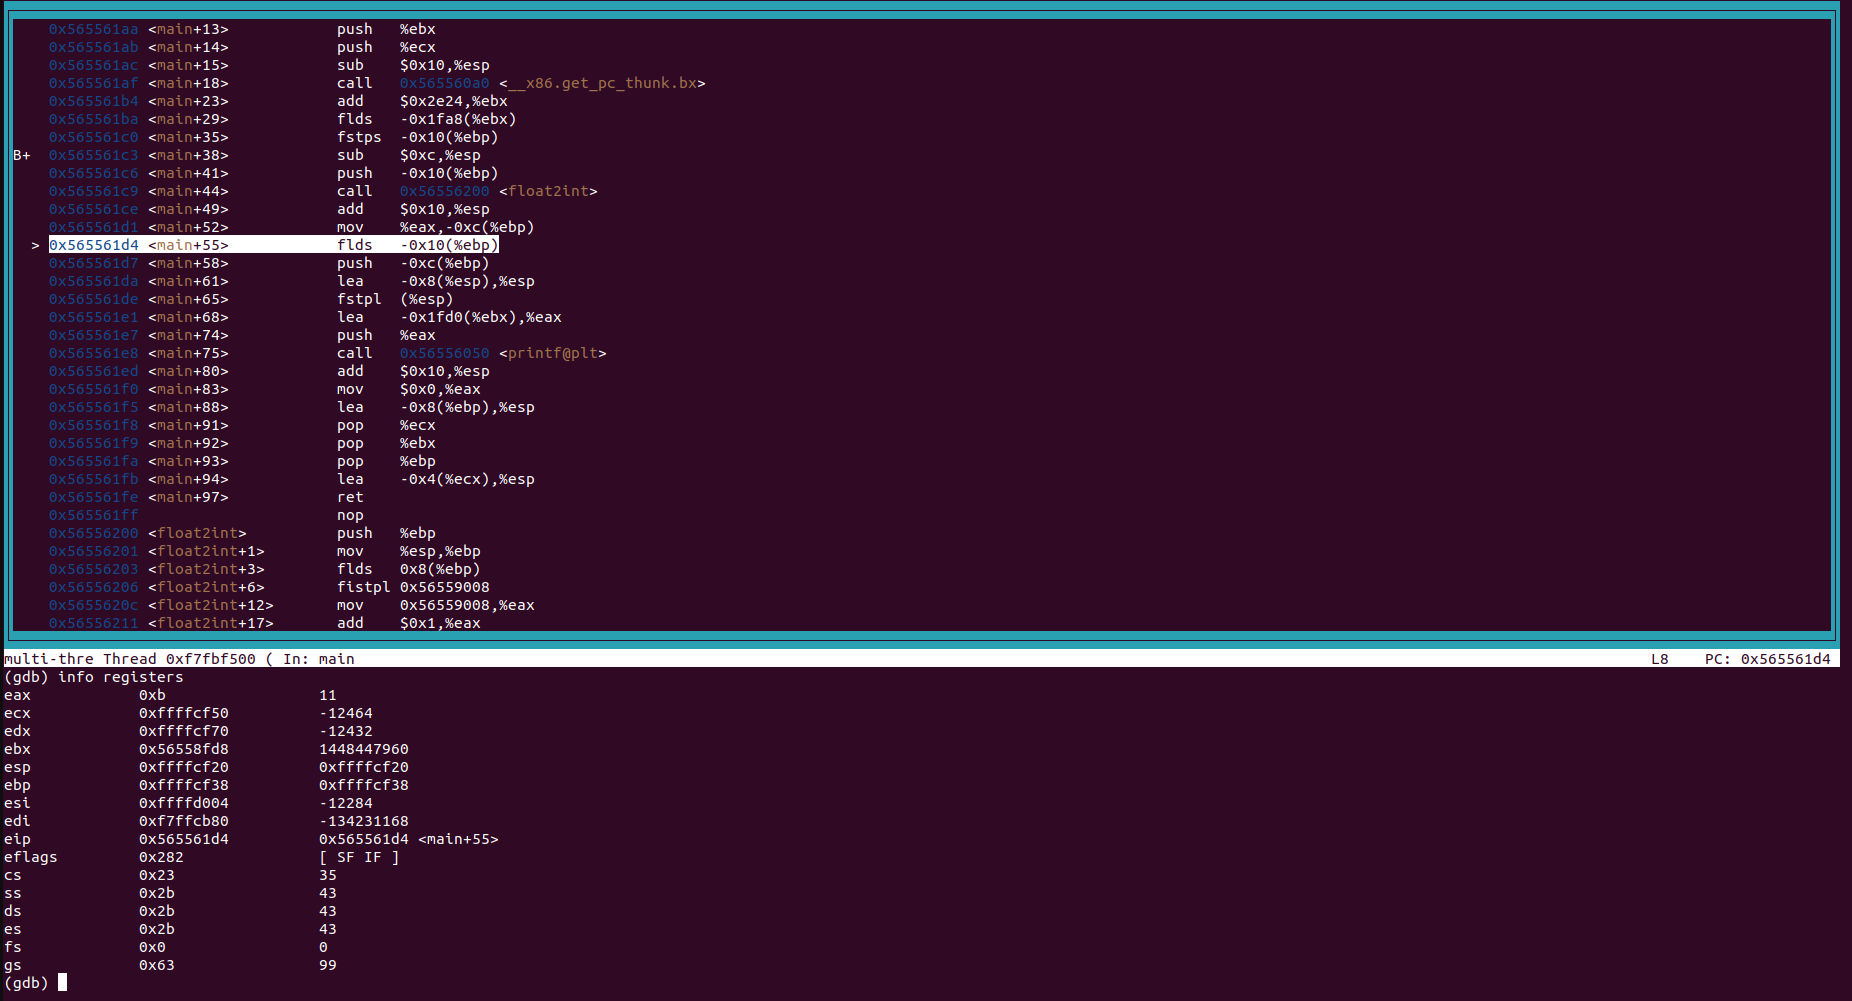 0x565561aa <main+13> push %ebx
0x565561ab <main+14> push %ecx
0x565561ac <main+15> sub $0x10,%esp
0x565561af <main+18> call 0x565560a0 <__x86.get_pc_thunk.bx>
0x565561b4 <main+23> add $0x2e24,%ebx
0x565561ba <main+29> flds -0x1fa8(%ebx)
0x565561c0 <main+35> fstps -0x10(%ebp)
B+ 0x565561c3 <main+38> sub $0xc,%esp
0x565561c6 <main+41> push -0x10(%ebp)
0x565561c9 <main+44> call 0x56556200 <float2int>
0x565561ce <main+49> add $0x10,%esp
0x565561d1 <main+52> mov %eax,-0xc(%ebp)
> 0x565561d4 <main+55> flds -0x10(%ebp)
0x565561d7 <main+58> push -0xc(%ebp)
0x565561da <main+61> lea -0x8(%esp),%esp
0x565561de <main+65> fstpl (%esp)
0x565561e1 <main+68> lea -0x1fd0(%ebx),%eax
0x565561e7 <main+74> push %eax
0x565561e8 <main+75> call 0x56556050 <printf@plt>
0x565561ed <main+80> add $0x10,%esp
0x565561f0 <main+83> mov $0x0,%eax
0x565561f5 <main+88> lea -0x8(%ebp),%esp
0x565561f8 <main+91> pop %ecx
0x565561f9 <main+92> pop %ebx
0x565561fa <main+93> pop %ebp
0x565561fb <main+94> lea -0x4(%ecx),%esp
0x565561fe <main+97> ret
0x565561ff nop
0x56556200 <float2int> push %ebp
0x56556201 <float2int+1> mov %esp,%ebp
0x56556203 <float2int+3> flds 0x8(%ebp)
0x56556206 <float2int+6> fistpl 0x56559008
0x5655620c <float2int+12> mov 0x56559008,%eax
0x56556211 <float2int+17> add $0x1,%eax
multi-thre Thread 0xf7fbf500 ( In: main L8 PC: 0x565561d4
(gdb) info registers
eax 0xb 11
ecx 0xffffcf50 -12464
edx 0xffffcf70 -12432
ebx 0x56558fd8 1448447960
esp 0xffffcf20 0xffffcf20
ebp 0xffffcf38 0xffffcf38
esi 0xffffd004 -12284
edi 0xf7ffcb80 -134231168
eip 0x565561d4 0x565561d4 <main+55>
eflags 0x282 [ SF IF ]
cs 0x23 35
ss 0x2b 43
ds 0x2b 43
es 0x2b 43
fs 0x0 0
gs 0x63 99
(gdb)